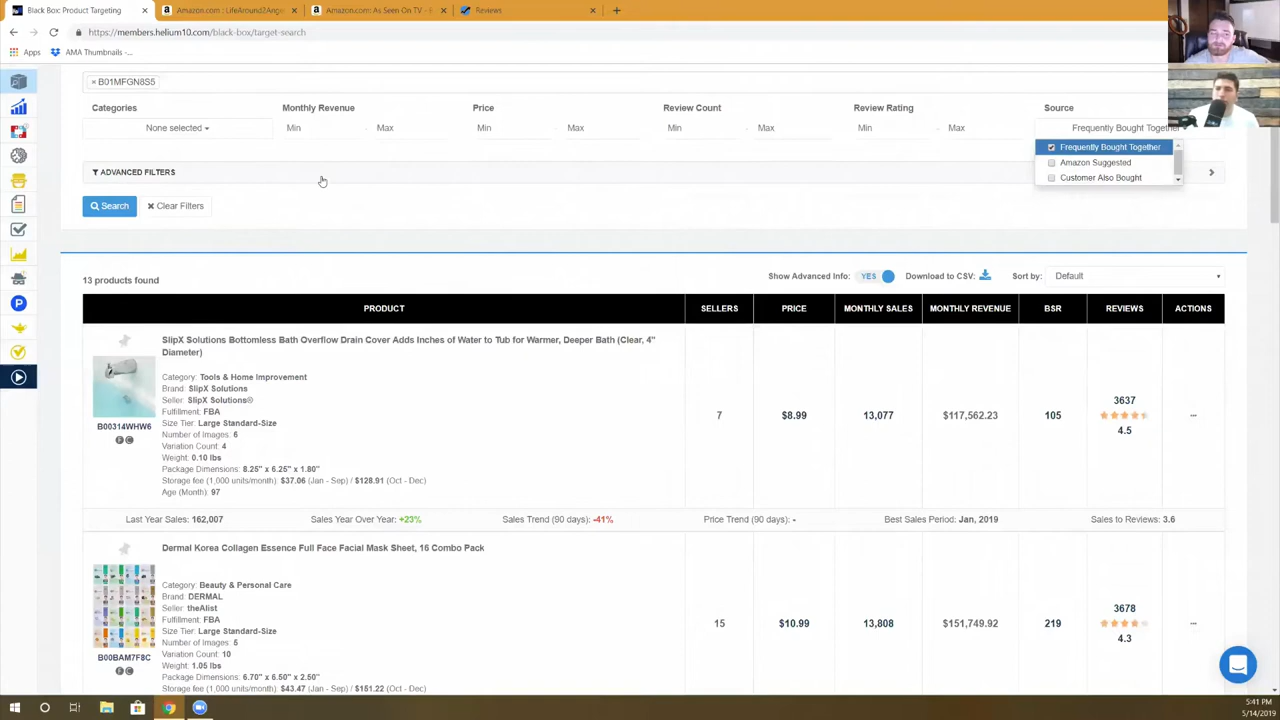 Black Box: Product Targeting
Amazon.com : LifeAround2Ang
Amazon.com: As Seen On TV -
Reviews
https://members.helium10.com/black-box/target-search
Apps
AMA Thumbnails -...
× B01MFGN8S5
Categories
Monthly Revenue
Price
Review Count
Review Rating
Source
None selected
Min
-
Max
Min
-
Max
Min
-
Max
Min
-
Max
Frequently Bought Together
Frequently Bought Together
Amazon Suggested
Customer Also Bought
ADVANCED FILTERS
Search
× Clear Filters
13 products found
Show Advanced Info:
YES
Download to CSV:
Sort by:
Default
PRODUCT
SELLERS
PRICE
MONTHLY SALES
MONTHLY REVENUE
BSR
REVIEWS
ACTIONS
SlipX Solutions Bottomless Bath Overflow Drain Cover Adds Inches of Water to Tub for Warmer, Deeper Bath (Clear, 4"
Diameter)
Category: Tools & Home Improvement
Brand: SlipX Solutions
Seller: SlipX Solutions®
Fulfillment: FBA
Size Tier: Large Standard-Size
Number of Images: 6
Variation Count: 4
Weight: 0.10 lbs
Package Dimensions: 8.25" x 6.25" x 1.80"
Storage fee (1,000 units/month): $37.06 (Jan - Sep) / $128.91 (Oct - Dec)
Age (Month): 97
B00314WHW6
F C
7
$8.99
13,077
$117,562.23
105
3637
4.5
...
Last Year Sales: 162,007
Sales Year Over Year: +23%
Sales Trend (90 days): -41%
Price Trend (90 days): -
Best Sales Period: Jan, 2019
Sales to Reviews: 3.6
Dermal Korea Collagen Essence Full Face Facial Mask Sheet, 16 Combo Pack
Category: Beauty & Personal Care
Brand: DERMAL
Seller: theAlist
Fulfillment: FBA
Size Tier: Large Standard-Size
Number of Images: 5
Variation Count: 10
Weight: 1.05 lbs
Package Dimensions: 6.70" x 6.50" x 2.50"
Storage fee (1,000 units/month): $43.47 (Jan - Sep) / $151.22 (Oct - Dec)
B00BAM7F8C
F C
15
$10.99
13,808
$151,749.92
219
3678
4.3
...
5:41 PM
5/14/2019